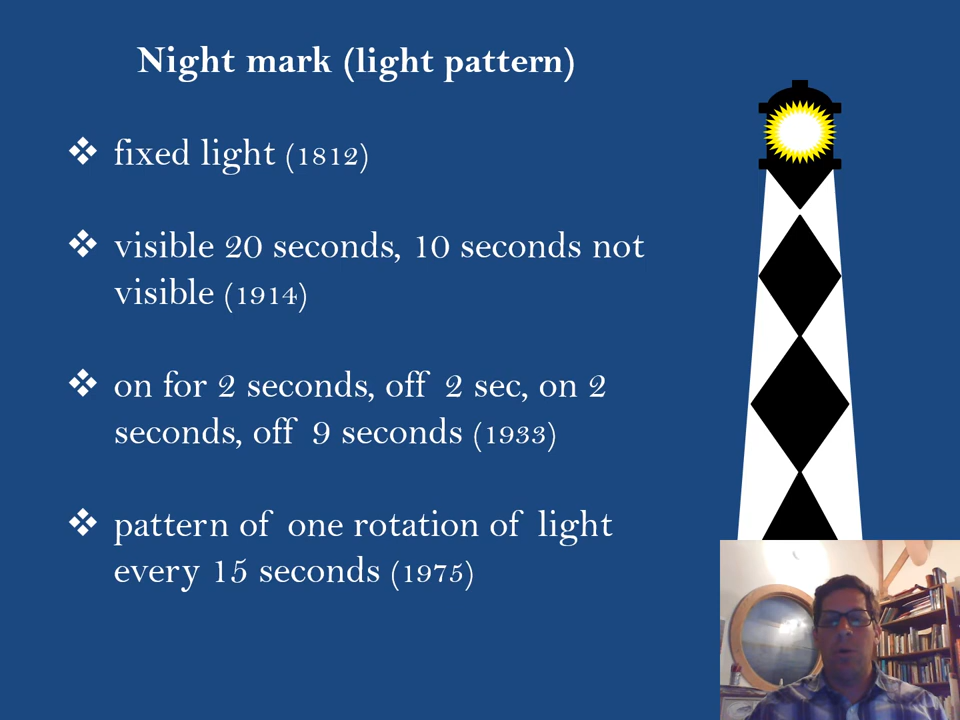 Night mark (light pattern)
❖ fixed light (1812)
❖ visible 20 seconds, 10 seconds not
visible (1914)
❖ on for 2 seconds, off 2 sec, on 2
seconds, off 9 seconds (1933)
❖ pattern of one rotation of light
every 15 seconds (1975)